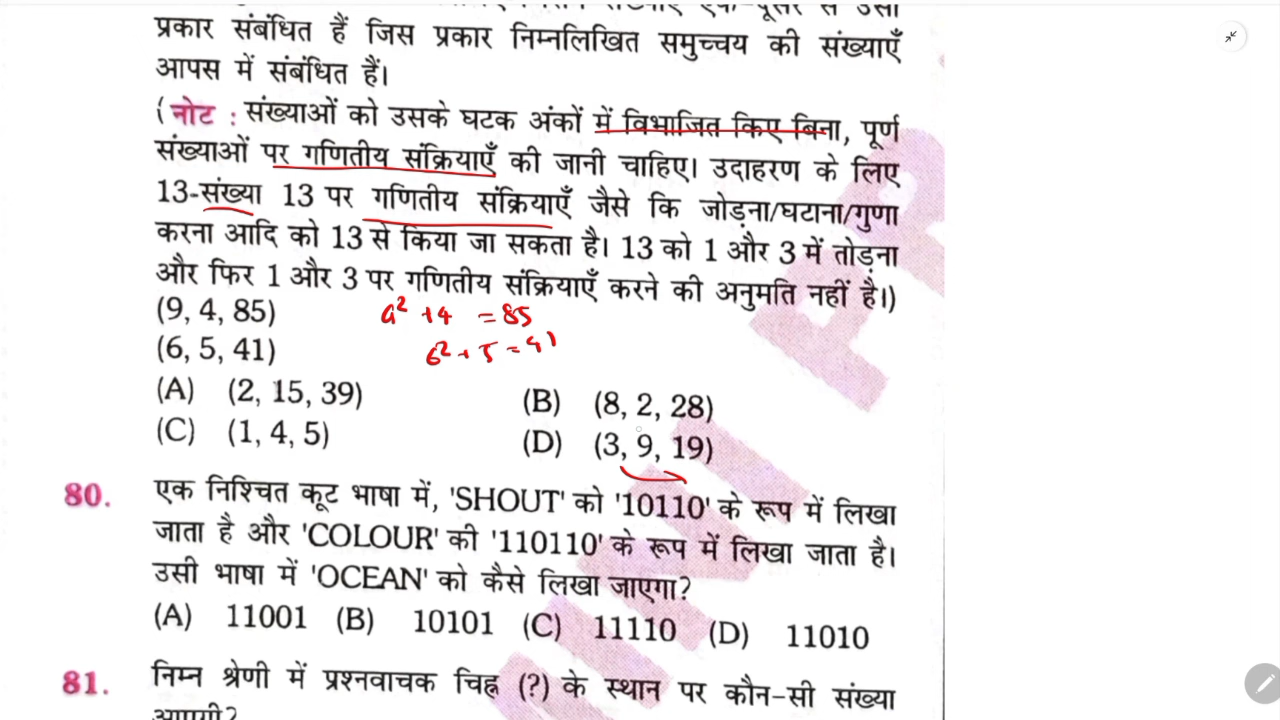 प्रकार संबंधित हैं जिस प्रकार निम्नलिखित समुच्चय की संख्याएँ
आपस में संबंधित हैं।
(नोट : संख्याओं को उसके घटक अंकों में विभाजित किए बिना, पूर्ण
संख्याओं पर गणितीय संक्रियाएँ की जानी चाहिए। उदाहरण के लिए
13-संख्या 13 पर गणितीय संक्रियाएँ जैसे कि जोड़ना/घटाना/गुणा
करना आदि को 13 से किया जा सकता है। 13 को 1 और 3 में तोड़ना
और फिर 1 और 3 पर गणितीय संक्रियाएँ करने की अनुमति नहीं है।)
(9, 4, 85) 9² + 4 = 85
(6, 5, 41) 6² + 5 = 41
(A) (2, 15, 39) (B) (8, 2, 28)
(C) (1, 4, 5) (D) (3, 9, 19)
80. एक निश्चित कूट भाषा में, 'SHOUT' को '10110' के रूप में लिखा
जाता है और 'COLOUR' की '110110' के रूप में लिखा जाता है।
उसी भाषा में 'OCEAN' को कैसे लिखा जाएगा?
(A) 11001 (B) 10101 (C) 11110 (D) 11010
81. निम्न श्रेणी में प्रश्नवाचक चिह्न (?) के स्थान पर कौन-सी संख्या